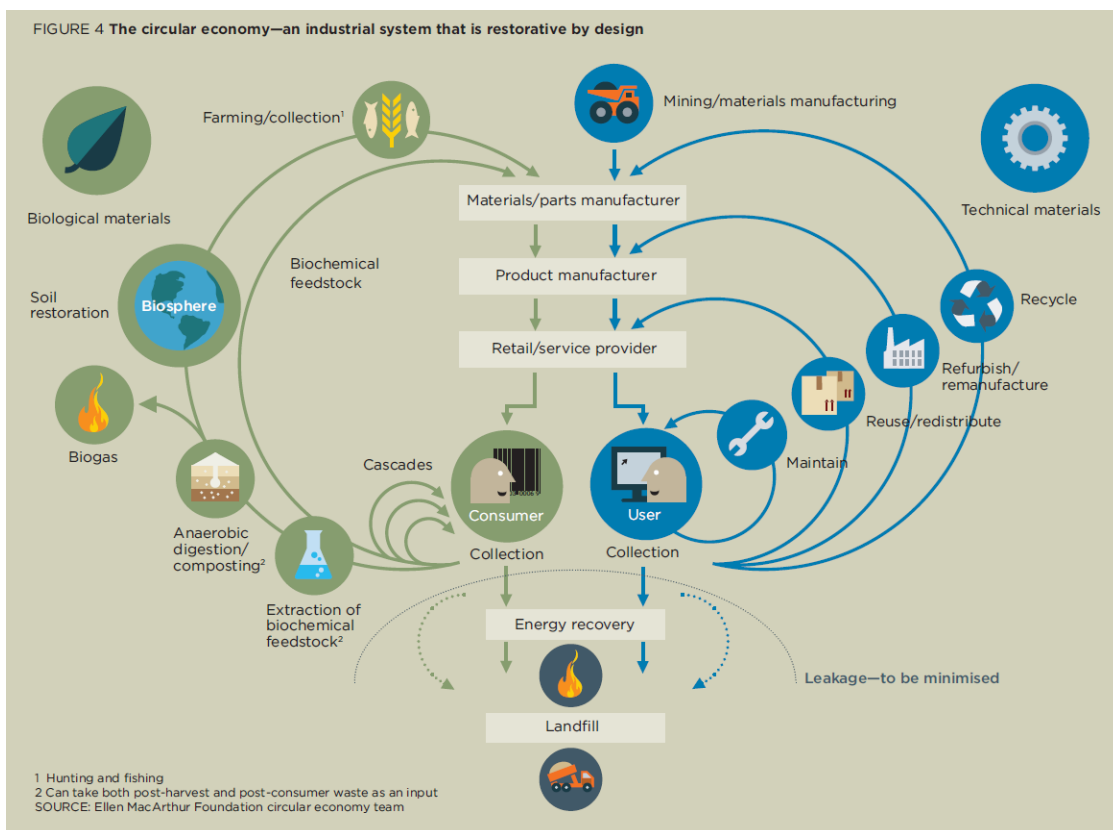 FIGURE 4 The circular economy—an industrial system that is restorative by design
Farming/collection¹
Mining/materials manufacturing
Biological materials
Technical materials
Materials/parts manufacturer
Biochemical
feedstock
Product manufacturer
Soil
restoration
Biosphere
Recycle
Retail/service provider
Refurbish/
remanufacture
Reuse/redistribute
Biogas
Cascades
Maintain
Consumer
User
Collection
Collection
Anaerobic
digestion/
composting²
Extraction of
biochemical
feedstock²
Energy recovery
Leakage—to be minimised
Landfill
1 Hunting and fishing
2 Can take both post-harvest and post-consumer waste as an input
SOURCE: Ellen MacArthur Foundation circular economy team